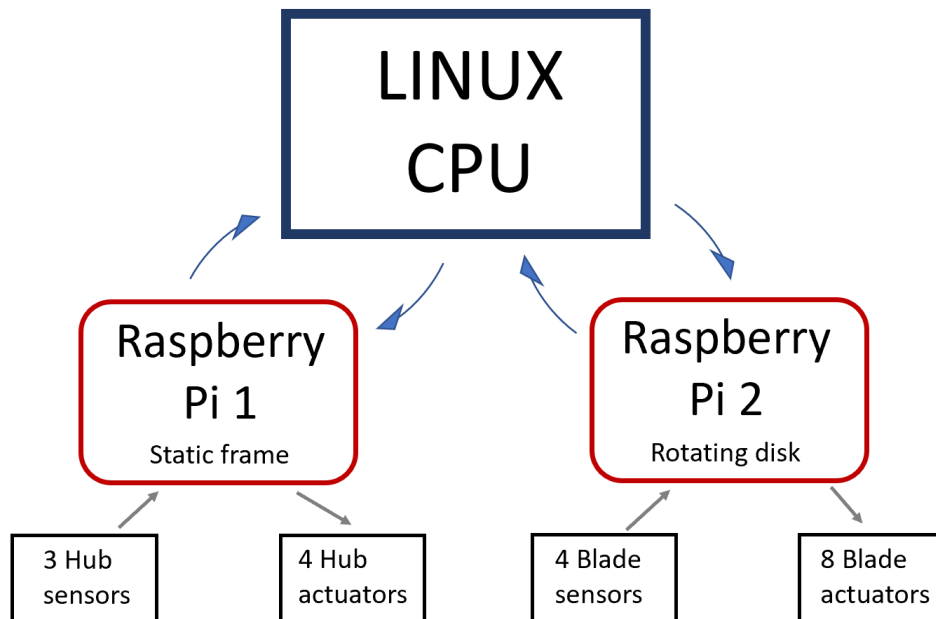 LINUX
CPU
Raspberry
Pi 1
Static frame
Raspberry
Pi 2
Rotating disk
3 Hub
sensors
4 Hub
actuators
4 Blade
sensors
8 Blade
actuators